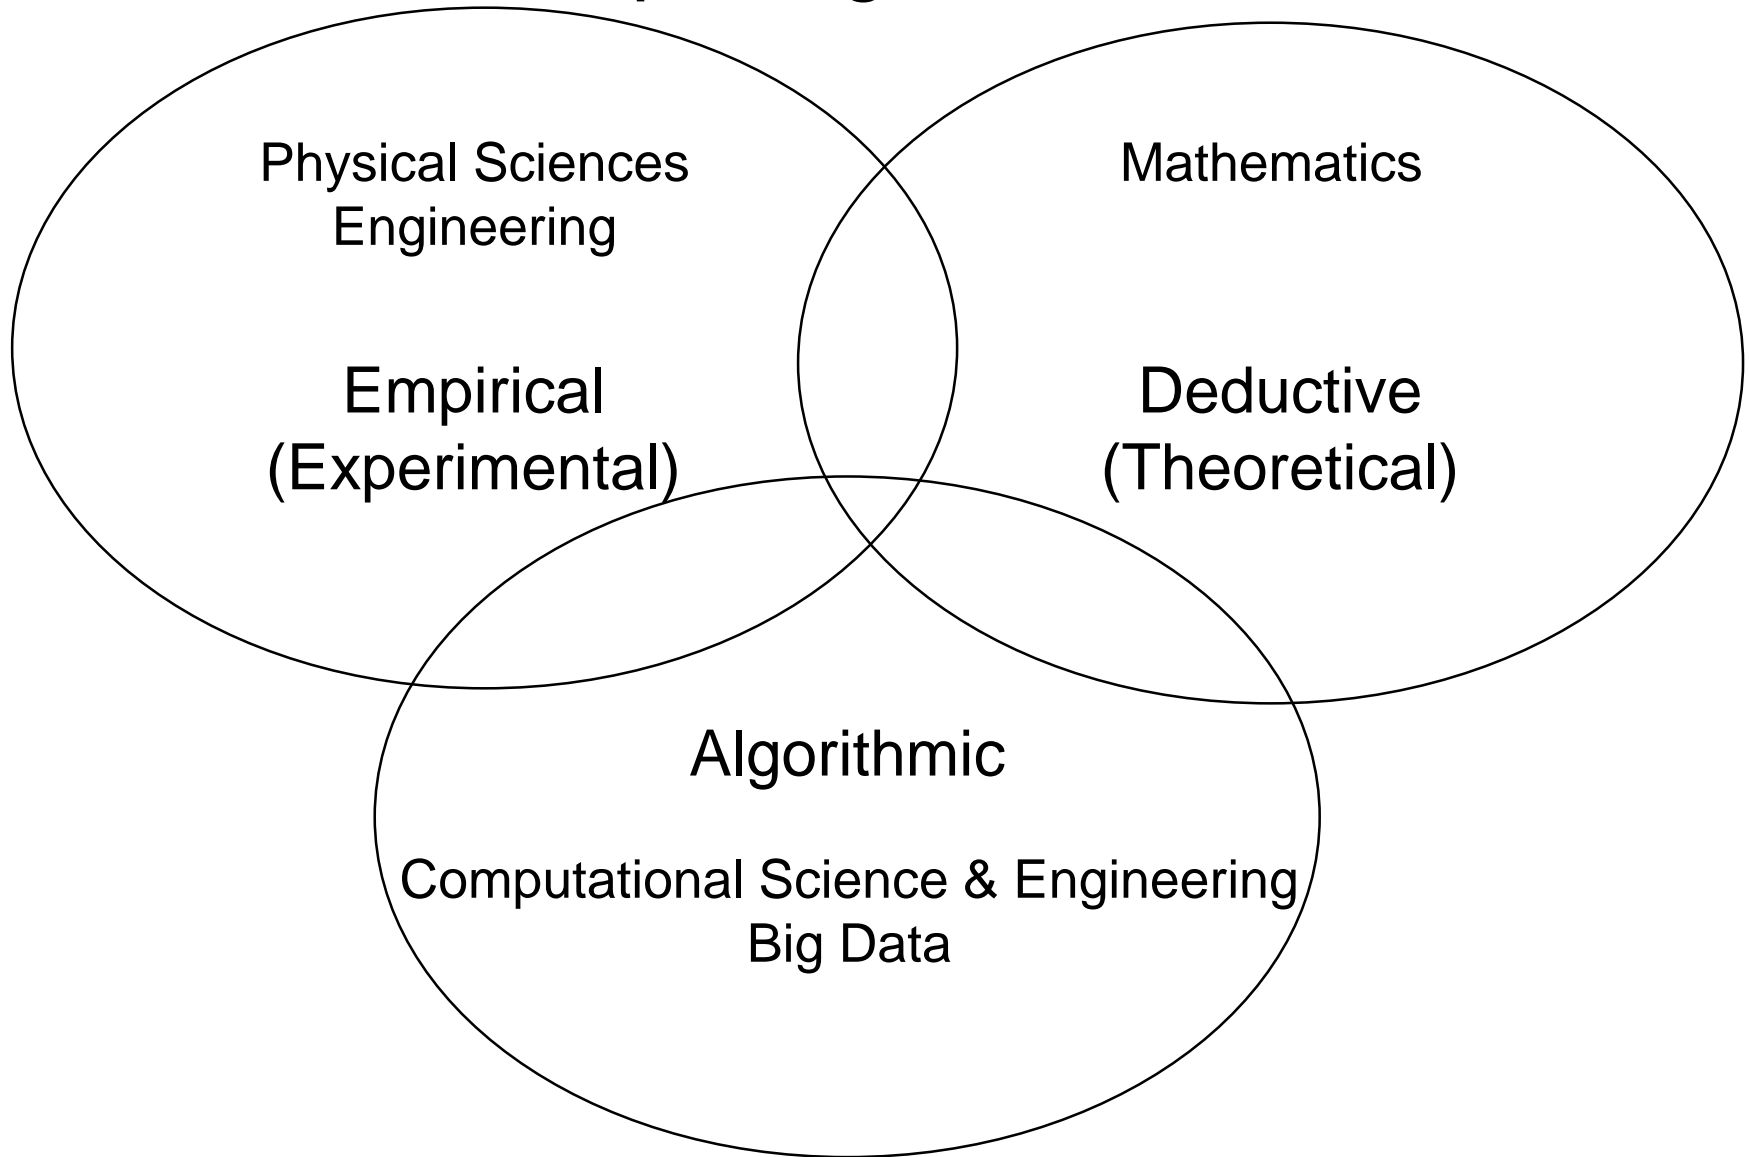 Physical Sciences
Engineering
Mathematics
Empirical
(Experimental)
Deductive
(Theoretical)
Algorithmic
Computational Science & Engineering
Big Data